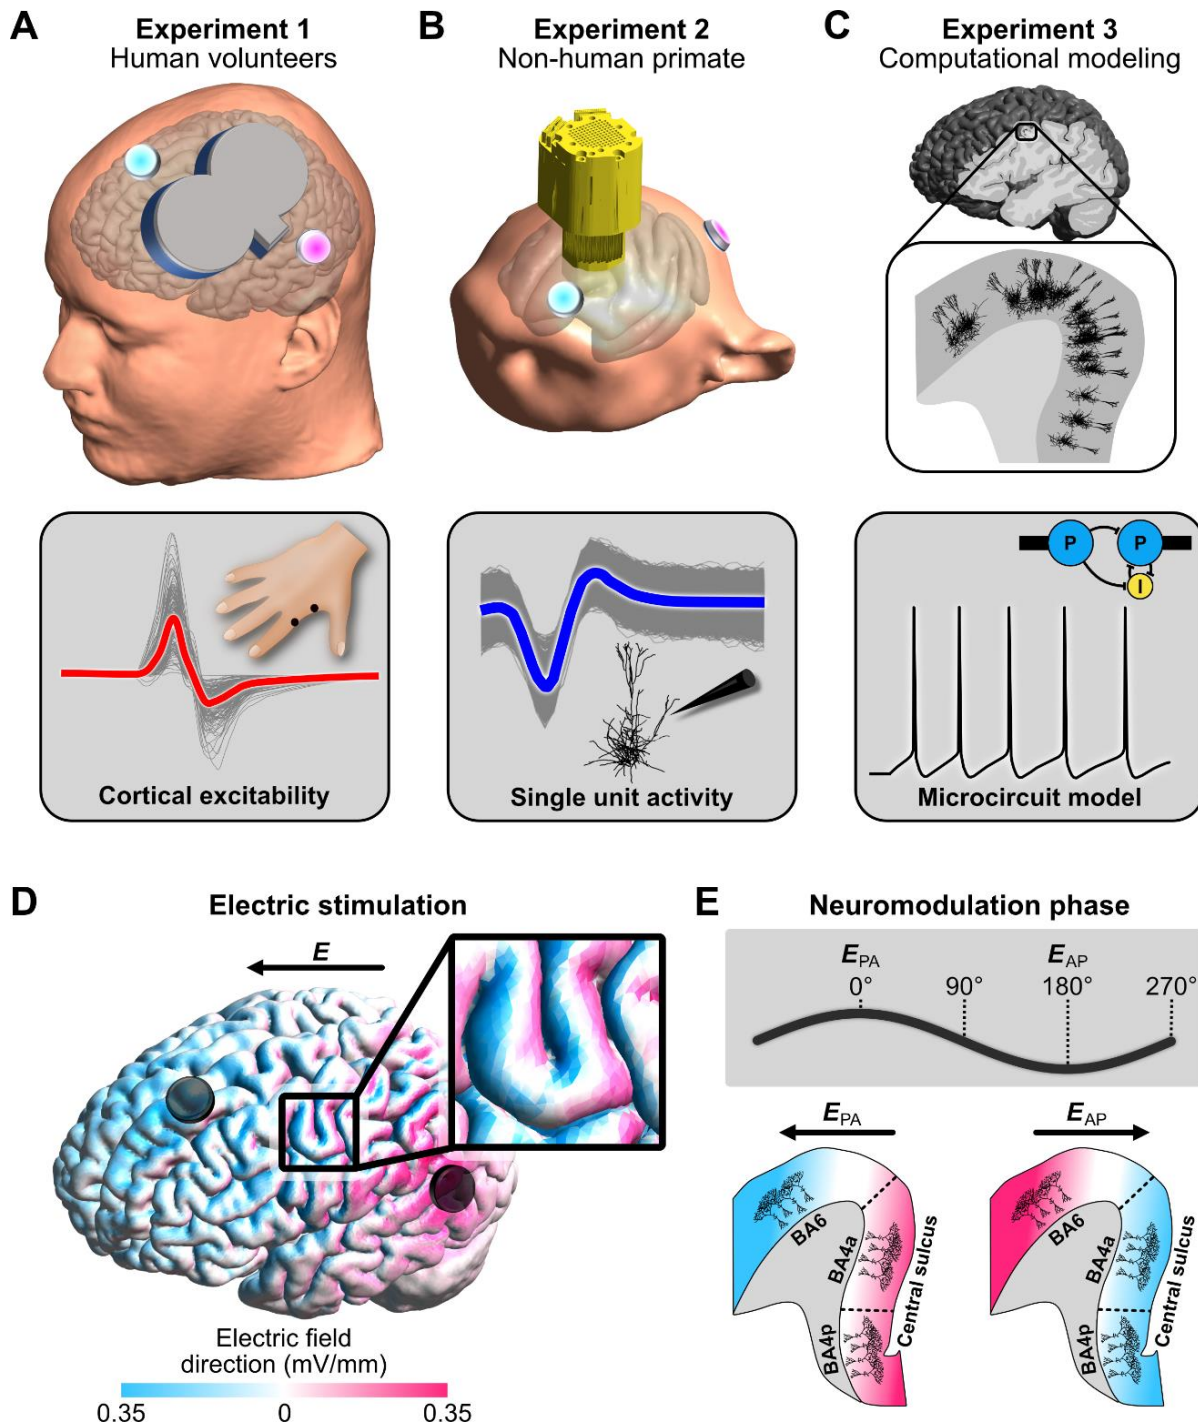 A
Experiment 1
Human volunteers
B
Experiment 2
Non-human primate
C
Experiment 3
Computational modeling
Cortical excitability
Single unit activity
P
P
I
Microcircuit model
D
Electric stimulation
E
Electric field
direction (mV/mm)
0.35
0
0.35
E
Neuromodulation phase
EPA
EAP
0°
90°
180°
270°
EPA
BA6
BA4a
BA4p
Central sulcus
EAP
BA6
BA4a
BA4p
Central sulcus